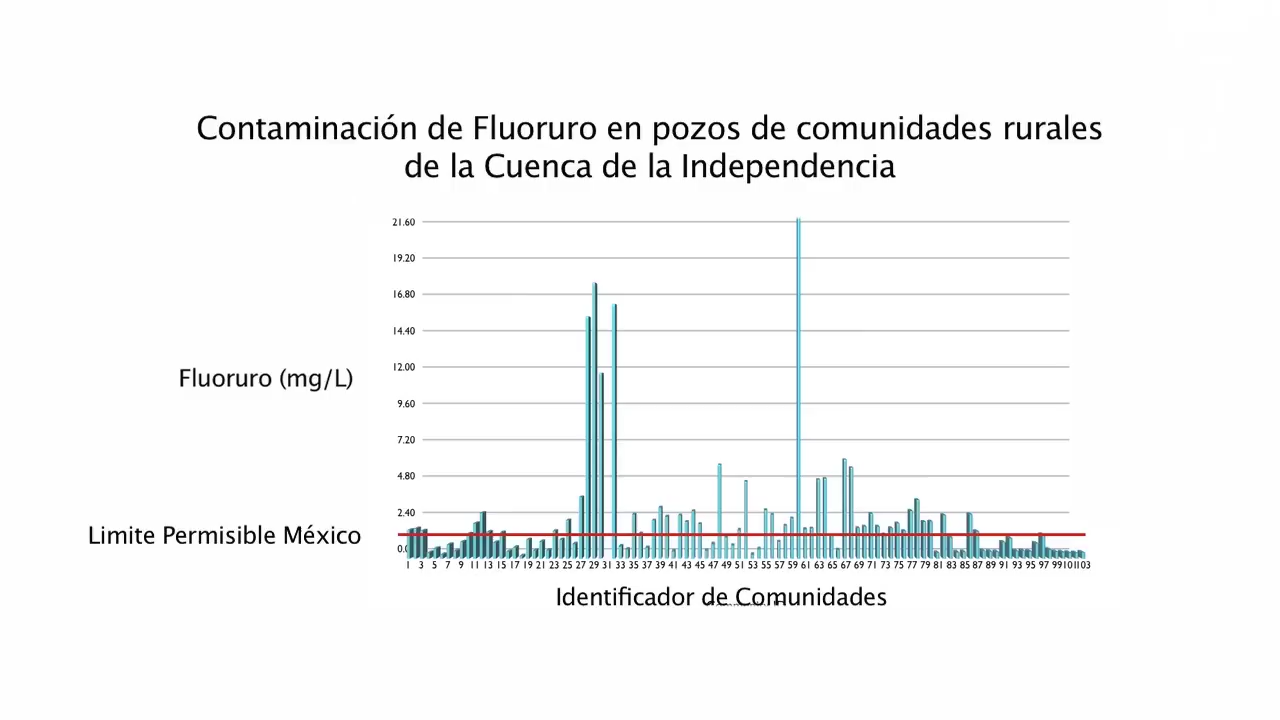 Contaminación de Fluoruro en pozos de comunidades rurales
de la Cuenca de la Independencia
21.60
19.20
16.80
14.40
12.00
Fluoruro (mg/L)
9.60
7.20
4.80
2.40
Limite Permisible México
1 3 5 7 9 11 13 15 17 19 21 23 25 27 29 31 33 35 37 39 41 43 45 47 49 51 53 55 57 59 61 63 65 67 69 71 73 75 77 79 81 83 85 87 89 91 93 95 97 99 101 103
Identificador de Comunidades